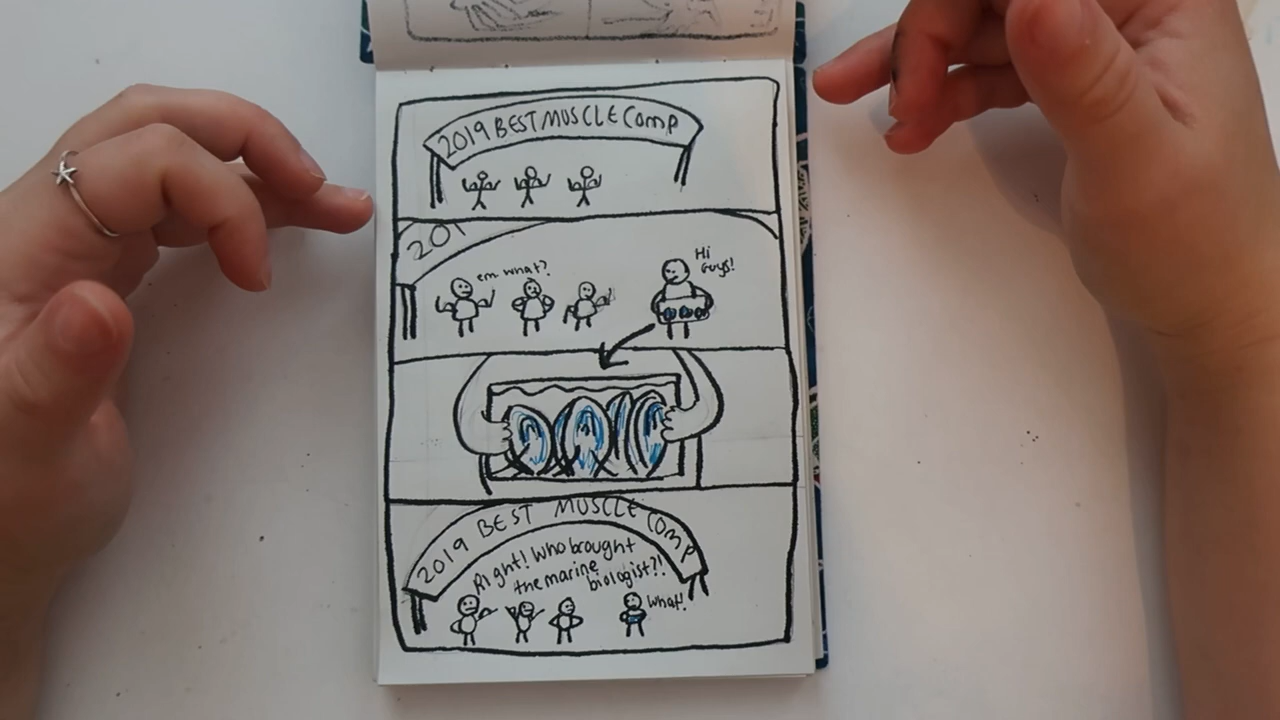 2019 BEST MUSCLE COMP
201
em what?
Hi
Guys!
2019 BEST MUSCLE COMP
Right! Who brought
the marine
biologist?!
What!